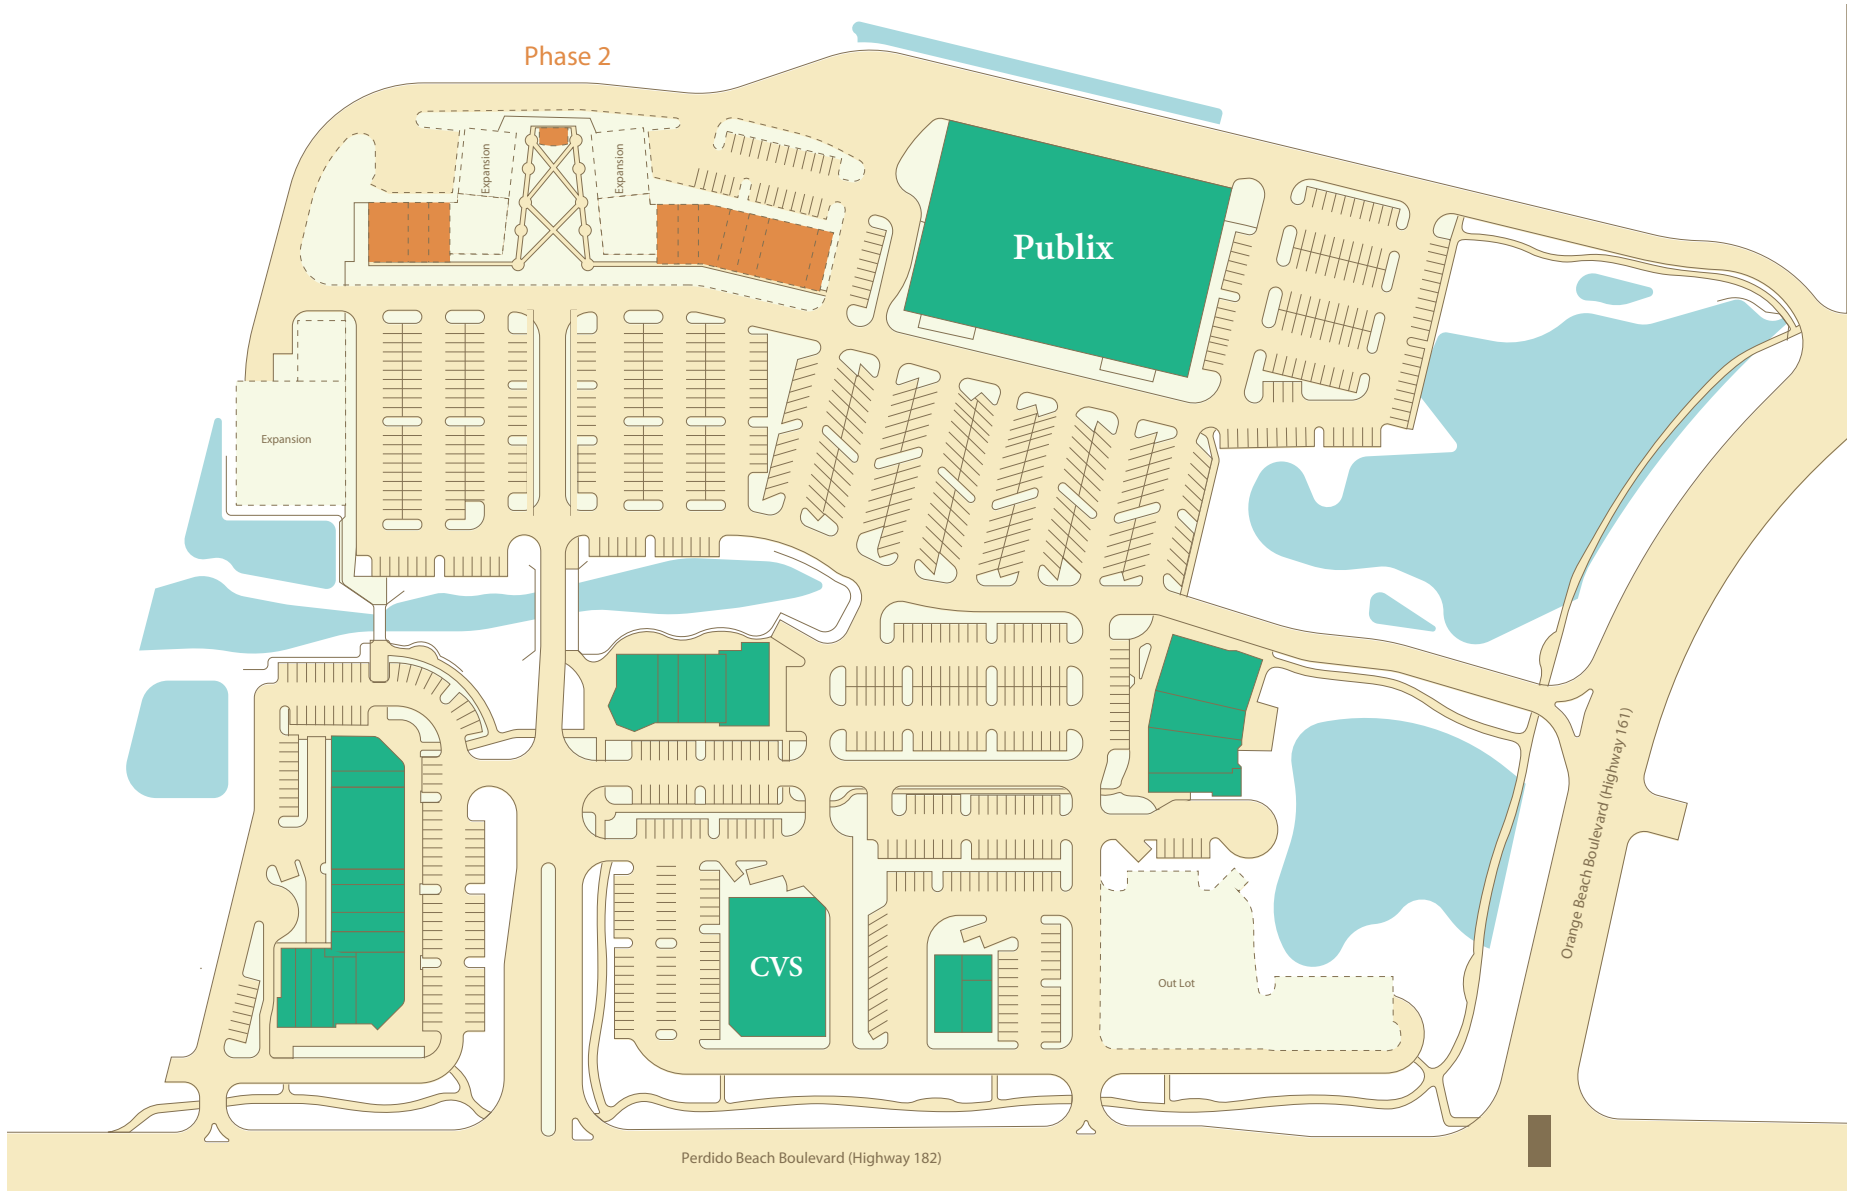 Phase 2
Expansion
Expansion
Publix
Expansion
Orange Beach Boulevard (Highway 161)
CVS
Out Lot
Perdido Beach Boulevard (Highway 182)